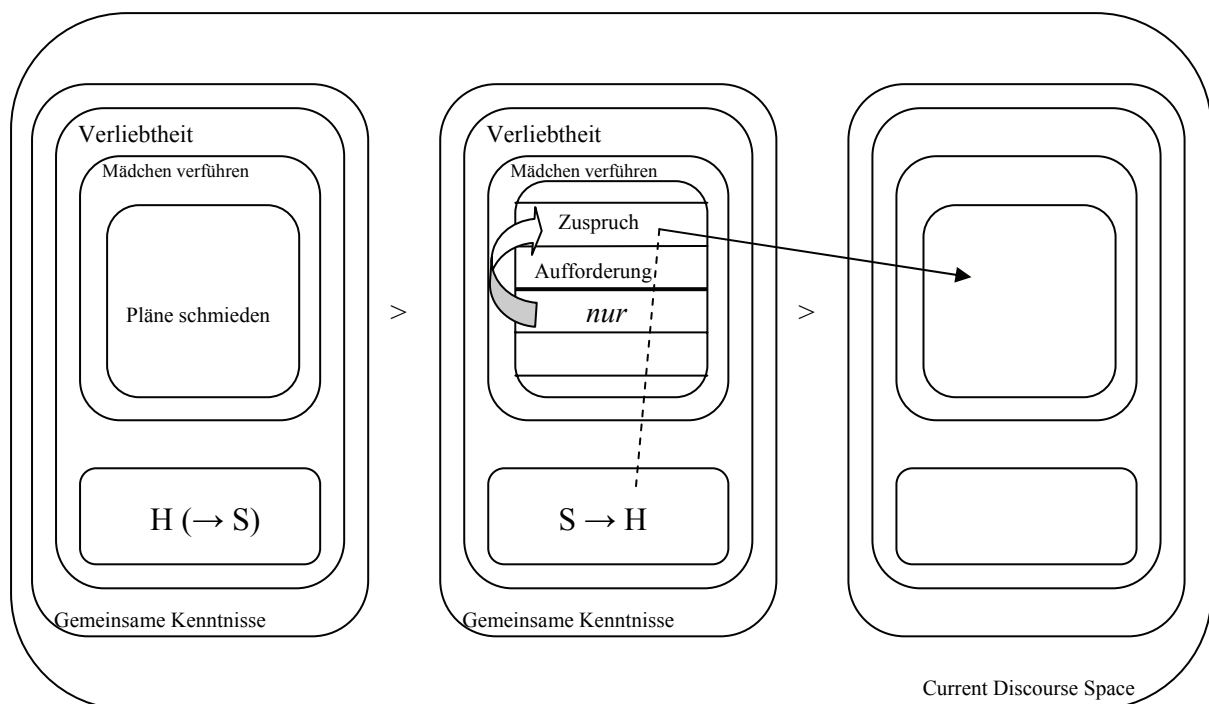 Verliebtheit
Mädchen verführen
Pläne schmieden
H (→ S)
Gemeinsame Kenntnisse
>
Verliebtheit
Mädchen verführen
Zuspruch
Aufforderung
nur
S → H
Gemeinsame Kenntnisse
>
Current Discourse Space